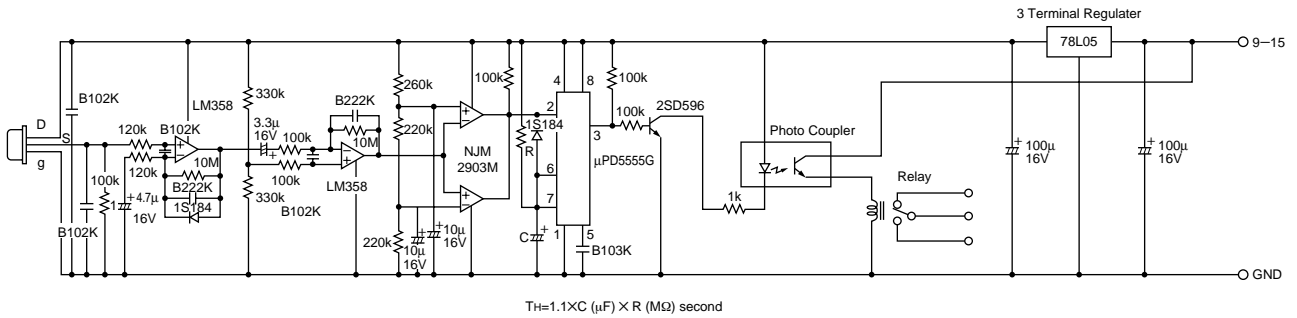 3 Terminal Regulater
78L05
9–15
4
8
100k
100k
260k
330k
B102K
LM358
B222K
10M
3.3μ
16V
100k
D
S
g
120k
B102K
120k
10M
B222K
1S184
100k
1
+4.7μ
16V
B102K
330k
100k
B102K
LM358
220k
NJM
2903M
220k
10μ
16V
10μ
16V
2
1S184
R
6
7
C
1
5
B103K
μPD5555G
3
100k
2SD596
Photo Coupler
1k
Relay
100μ
16V
100μ
16V
GND
TH=1.1×C (μF) × R (MΩ) second